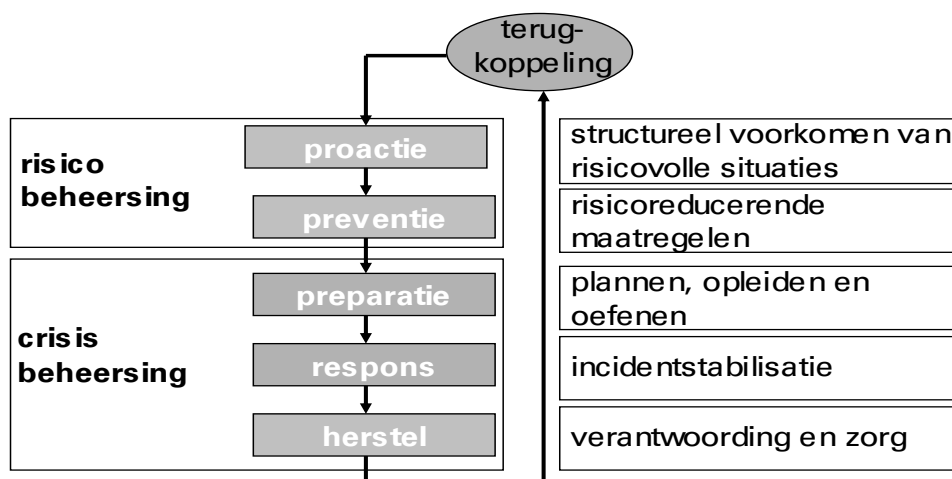 terug-
koppeling
risico
beheersing
proactie
preventie
structureel voorkomen van
risicovolle situaties
risicoreducerende
maatregelen
crisis
beheersing
preparatie
respons
herstel
plannen, opleiden en
oefenen
incidentstabilisatie
verantwoording en zorg